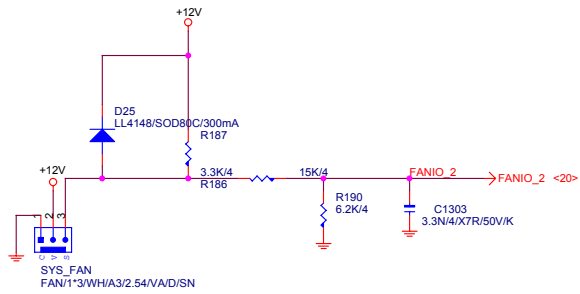 +12V
D25
LL4148/SOD80C/300mA
R187
+12V
3.3K/4
15K/4
FANIO_2
FANIO_2 <20>
R186
R190
6.2K/4
C1303
3.3N/4/X7R/50V/K
1
2
3
C
V
S
SYS_FAN
FAN/1*3/WH/A3/2.54/VA/D/SN